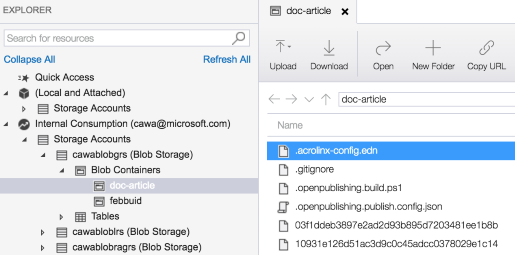 EXPLORER
Search for resources
Collapse All Refresh All
Quick Access
(Local and Attached)
Storage Accounts
Internal Consumption (cawa@microsoft.com)
Storage Accounts
cawablobgrs (Blob Storage)
Blob Containers
doc-article
febbuid
Tables
cawabloblrs (Blob Storage)
cawablobragrs (Blob Storage)
doc-article
Upload Download Open New Folder Copy URL
doc-article
Name
.acrolinx-config.edn
.gitignore
.openpublishing.build.ps1
.openpublishing.publish.config.json
03f1ddeb3897e2ad2d93b895d7203481ee1b8b
10931e126d51ac3d9c0c45adcc0378029e1c14